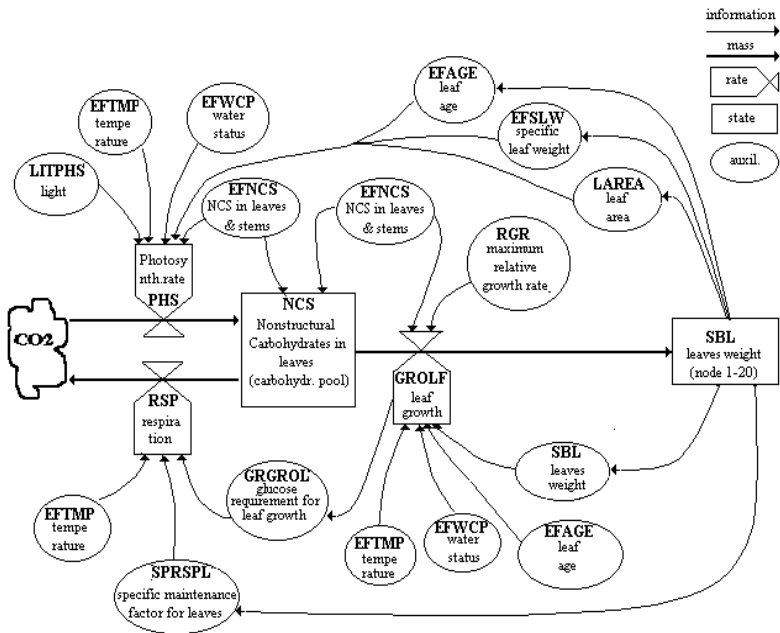 information
mass
rate
state
auxil.
EFAGE
leaf
age
EFTMP
tempe
rature
EFWCP
water
status
EFSLW
specific
leaf weight
LITPHS
light
EFNCS
NCS in leaves
& stems
EFNCS
NCS in leaves
& stems
LAREA
leaf
area
RGR
maximum
relative
growth rate
Photosy
nth.rate
PHS
CO2
NCS
Nonstructural
Carbohydrates in
leaves
(carbohydr. pool)
SBL
leaves weight
(node 1-20)
RSP
respira
tion
GROLF
leaf
growth
SBL
leaves
weight
GRGROL
glucose
requirement for
leaf growth
EFTMP
tempe
rature
EFTMP
tempe
rature
EFWCP
water
status
EFAGE
leaf
age
SPRSPL
specific maintenance
factor for leaves